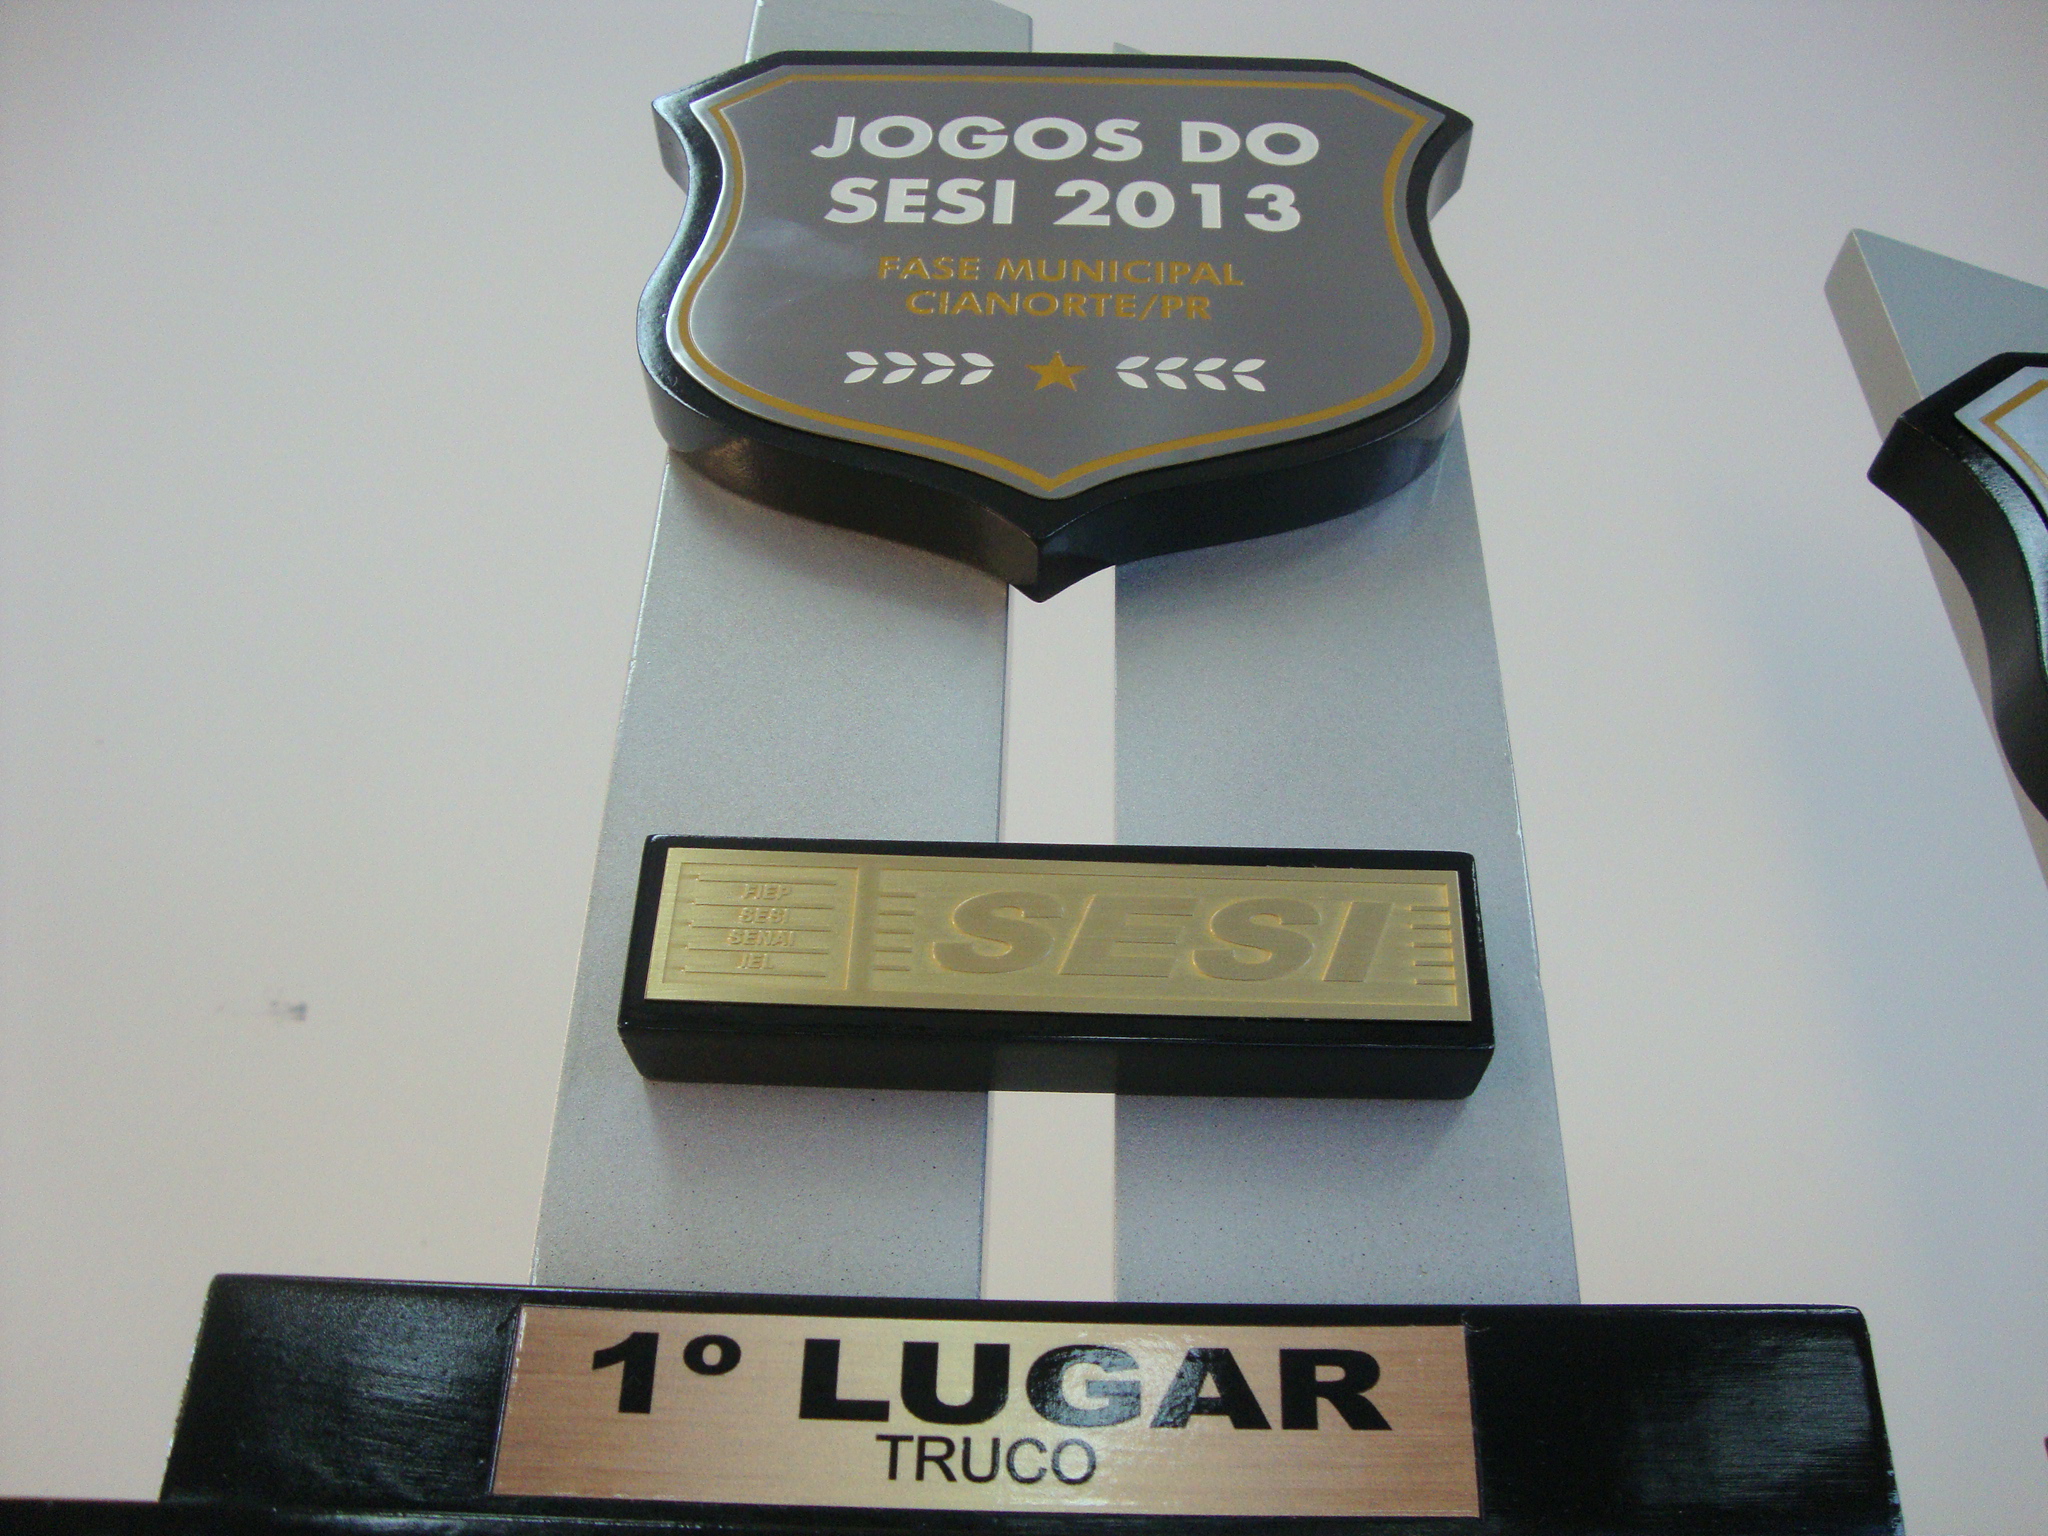 JOGOS DO
SESI 2013
FASE MUNICIPAL
CIANORTE/PR
FIEP
SESI
SENAI
IEL
SESI
1º LUGAR
TRUCO